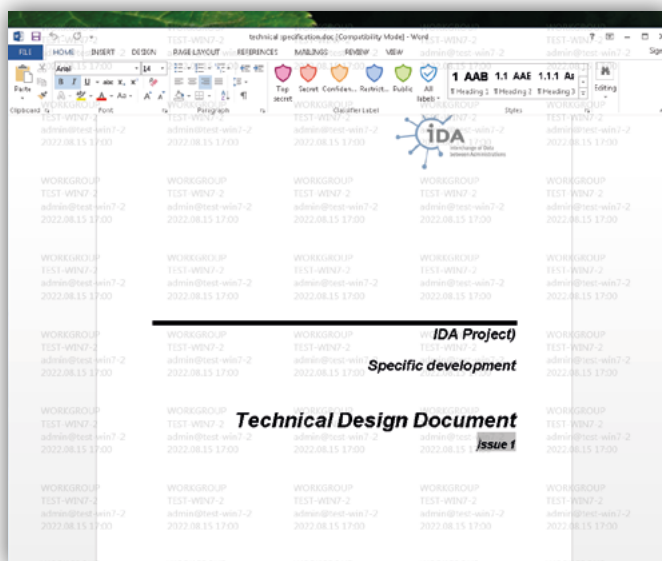 technical specification.doc [Compatibility Mode] - Word
FILE HOME INSERT DESIGN PAGE LAYOUT REFERENCES MAILINGS REVIEW VIEW
Sign
Paste
Arial 14
B I U abc x₂ x²
Top secret
Secret
Confiden...
Restrict...
Public
All labels
1 AAB 1.1 AAE 1.1.1 Aa
¶ Heading 1 ¶ Heading 2 ¶ Heading 3
Editing
Clipboard Font Paragraph Classifier Label Styles
iDA
Interchange of Data
between Administrations
WORKGROUP
TEST-WIN7-2
admin@test-win7-2
2022.08.15 17:00
IDA Project)
Specific development
Technical Design Document
Issue 1